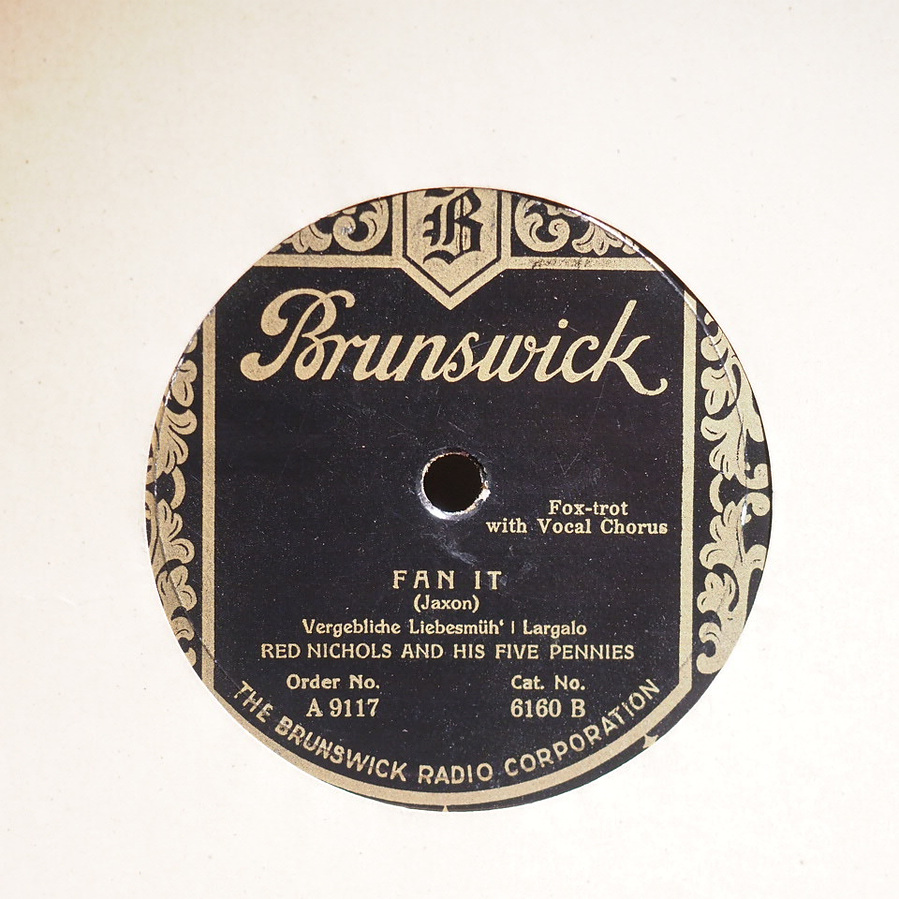 B
Brunswick
Fox-trot
with Vocal Chorus
FAN IT
(Jaxon)
Vergebliche Liebesmüh‘ | Largalo
RED NICHOLS AND HIS FIVE PENNIES
Order No. Cat. No.
A 9117 6160 B
THE BRUNSWICK RADIO CORPORATION